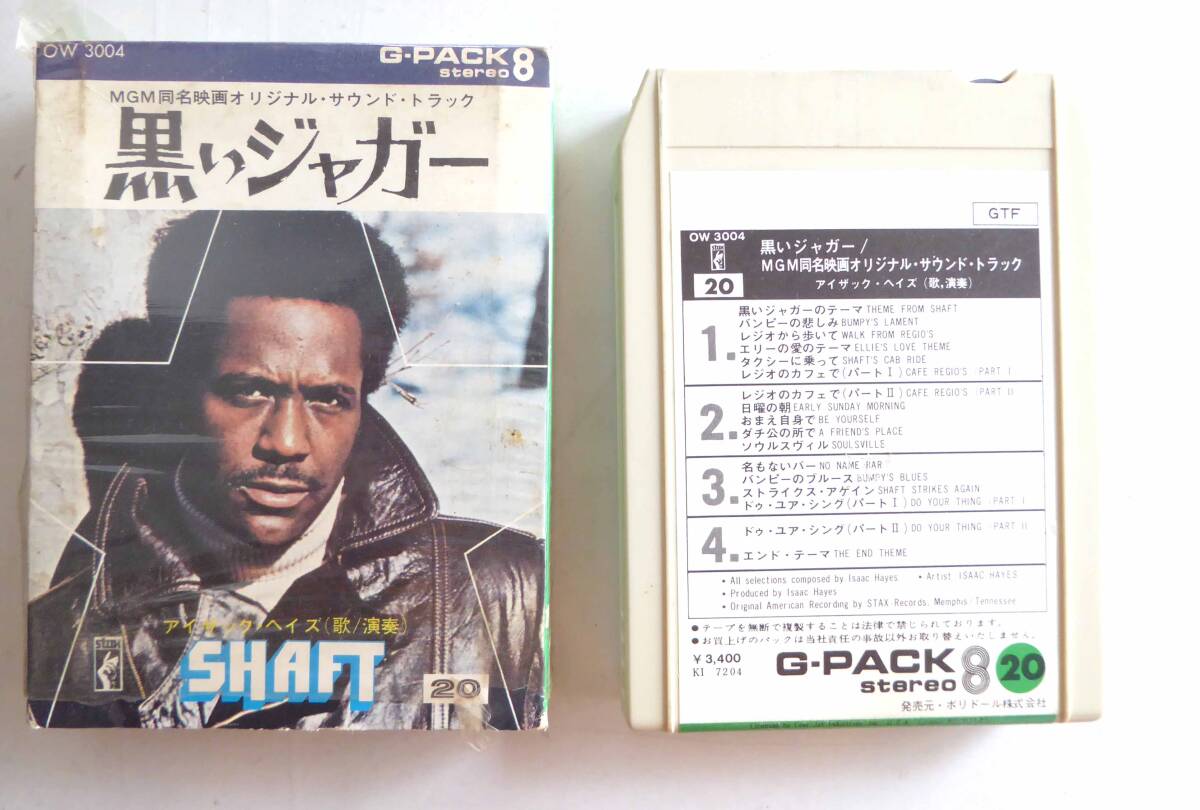 OW 3004
G-PACK
stereo 8
MGM同名映画オリジナル・サウンド・トラック
黒いジャガー
アイザック・ヘイズ(歌/演奏)
stax
SHAFT
20
GTF
OW 3004
stax
20
黒いジャガー/
MGM同名映画オリジナル・サウンド・トラック
アイザック・ヘイズ(歌,演奏)
1.
黒いジャガーのテーマ THEME FROM SHAFT
バンピーの悲しみ BUMPY'S LAMENT
レジオから歩いて WALK FROM REGIO'S
エリーの愛のテーマ ELLIE'S LOVE THEME
タクシーに乗って SHAFT'S CAB RIDE
レジオのカフェで(パートⅠ) CAFE REGIO'S (PART I
2.
レジオのカフェで(パートⅡ) CAFE REGIO'S (PART II)
日曜の朝 EARLY SUNDAY MORNING
おまえ自身で BE YOURSELF
ダチ公の所で A FRIEND'S PLACE
ソウルスヴィル SOULSVILLE
3.
名もないバー NO NAME BAR
バンピーのブルース BUMPY'S BLUES
ストライクス・アゲイン SHAFT STRIKES AGAIN
ドゥ・ユア・シング(パートⅠ) DO YOUR THING (PART I
4.
ドゥ・ユア・シング(パートⅡ) DO YOUR THING (PART II
エンド・テーマ THE END THEME
• All selections composed by Isaac Hayes • Artist: ISAAC HAYES
• Produced by Isaac Hayes
• Original American Recording by STAX Records, Memphis/Tennessee
●テープを無断で複製することは法律で禁じられております。
●お買上げのパックは当社責任の事故以外お取り替えいたしません。
¥3,400
KI 7204
G-PACK
stereo 8
20
発売元・ポリドール株式会社